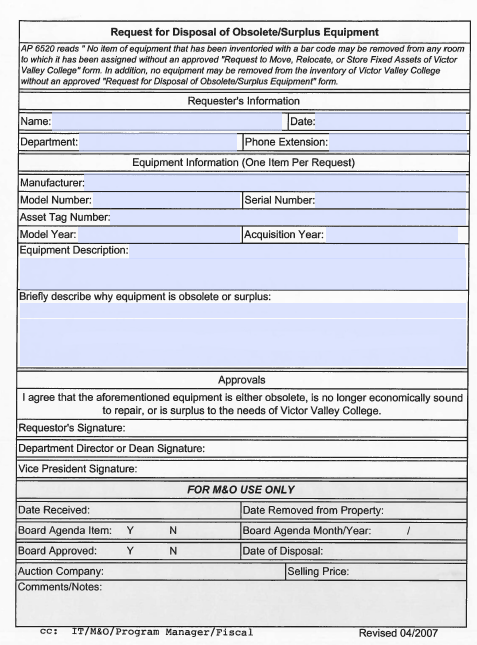 Request for Disposal of Obsolete/Surplus Equipment
AP 6520 reads " No item of equipment that has been inventoried with a bar code may be removed from any room
to which it has been assigned without an approved "Request to Move, Relocate, or Store Fixed Assets of Victor
Valley College" form. In addition, no equipment may be removed from the inventory of Victor Valley College
without an approved "Request for Disposal of Obsolete/Surplus Equipment" form.
Requester's Information
Name: Date:
Department: Phone Extension:
Equipment Information (One Item Per Request)
Manufacturer:
Model Number: Serial Number:
Asset Tag Number:
Model Year: Acquisition Year:
Equipment Description:
Briefly describe why equipment is obsolete or surplus:
Approvals
I agree that the aforementioned equipment is either obsolete, is no longer economically sound
to repair, or is surplus to the needs of Victor Valley College.
Requestor's Signature:
Department Director or Dean Signature:
Vice President Signature:
FOR M&O USE ONLY
Date Received: Date Removed from Property:
Board Agenda Item: Y N Board Agenda Month/Year: /
Board Approved: Y N Date of Disposal:
Auction Company: Selling Price:
Comments/Notes:
cc: IT/M&O/Program Manager/Fiscal Revised 04/2007